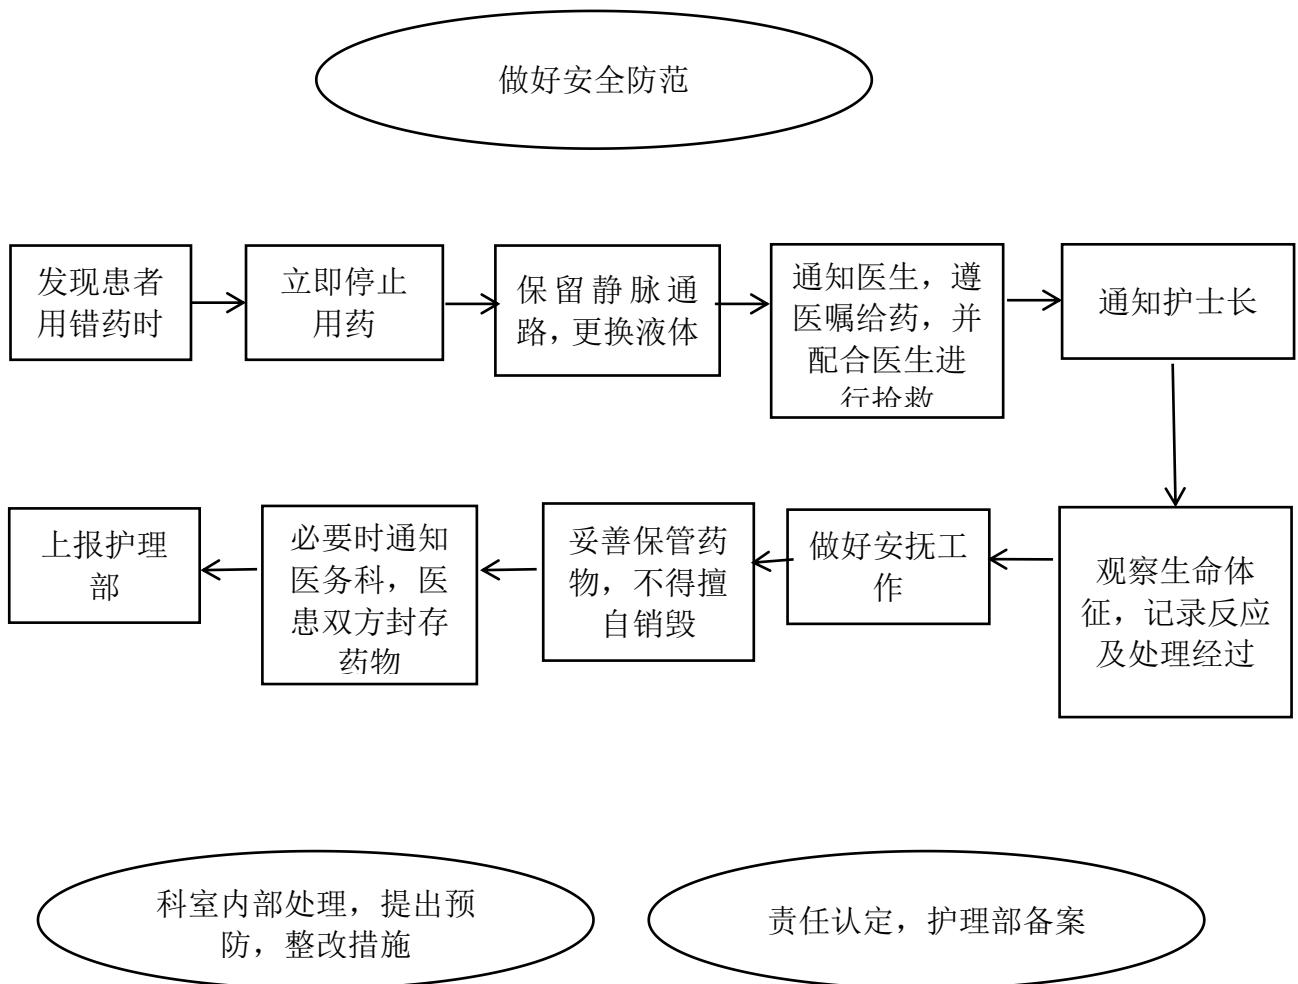 做好安全防范
发现患者
用错药时
立即停止
用药
保留静脉通
路，更换液体
通知医生，遵
医嘱给药，并
配合医生进
行抢救
通知护士长
观察生命体
征，记录反应
及处理经过
做好安抚工
作
妥善保管药
物，不得擅
自销毁
必要时通知
医务科，医
患双方封存
药物
上报护理
部
科室内部处理，提出预
防，整改措施
责任认定，护理部备案